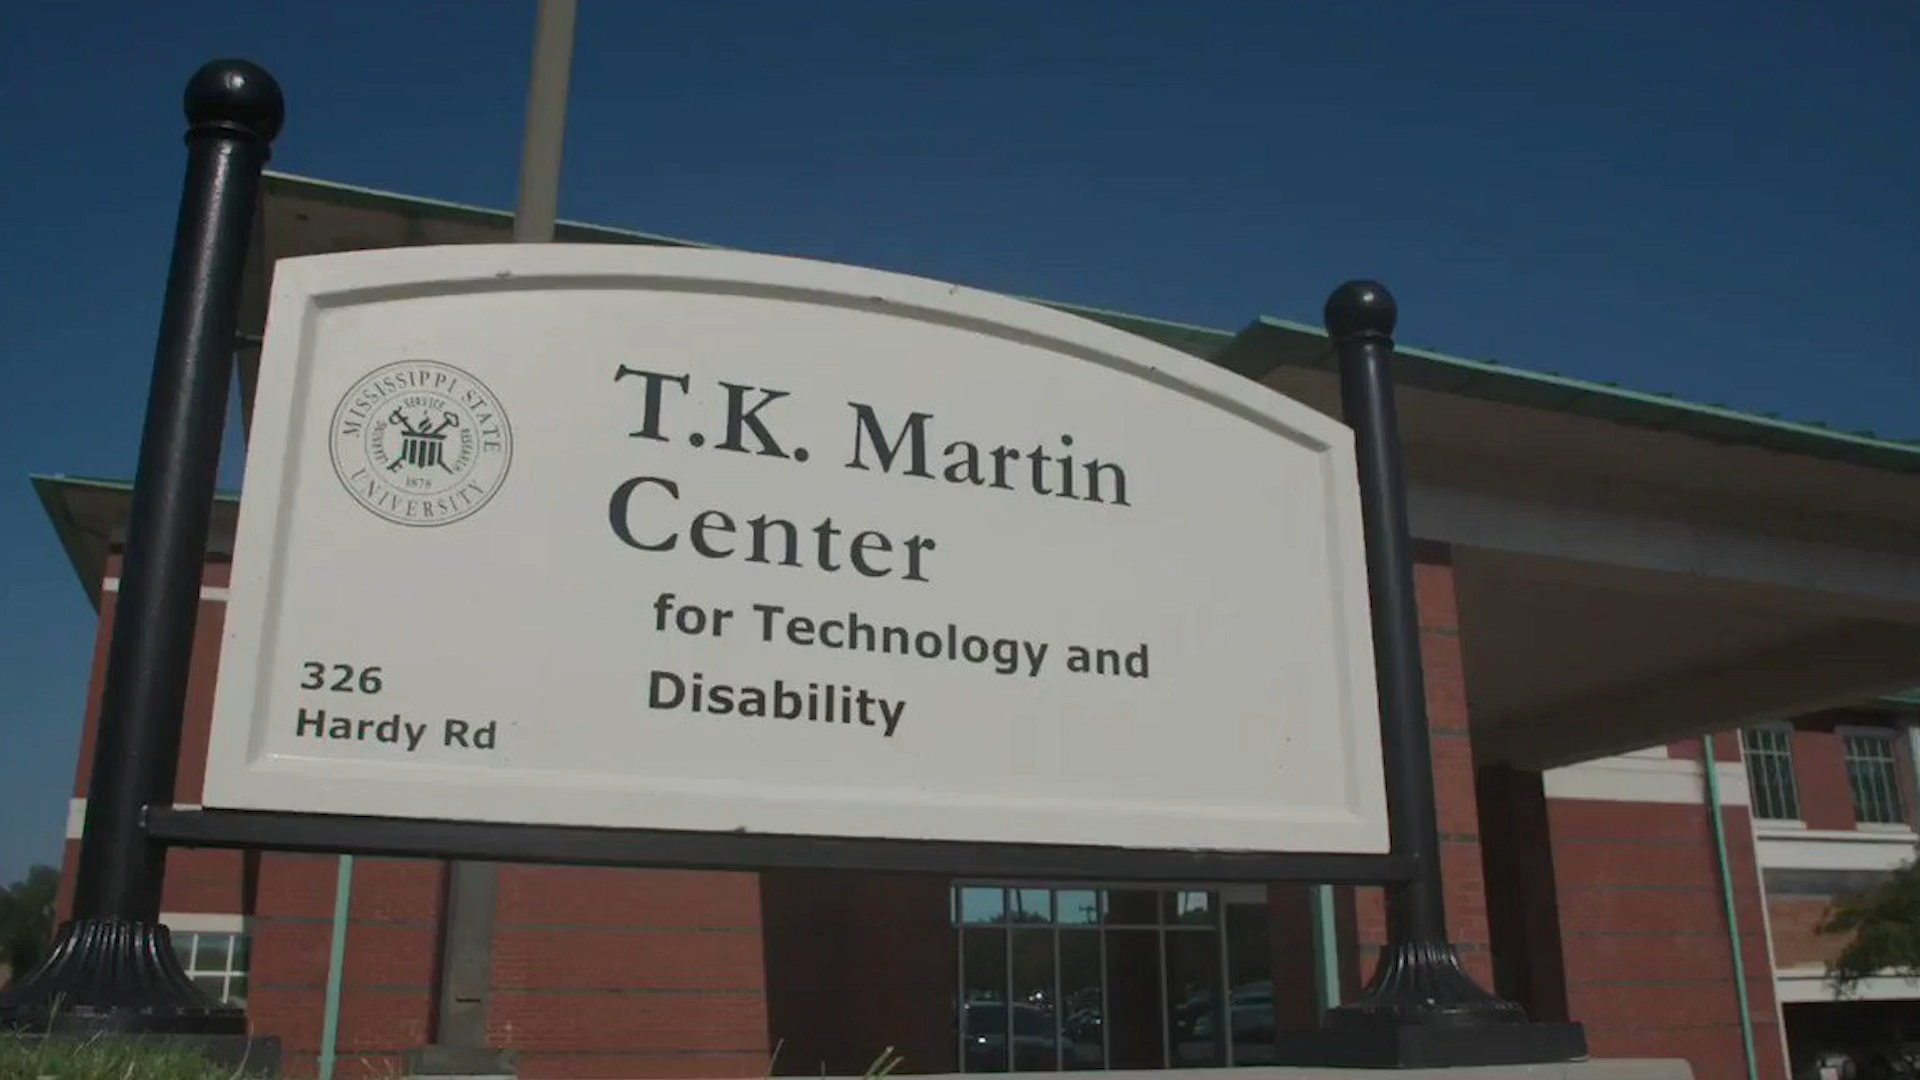 MISSISSIPPI STATE
UNIVERSITY
SERVICE
LEARNING
RESEARCH
1878
T.K. Martin
Center
for Technology and
Disability
326
Hardy Rd